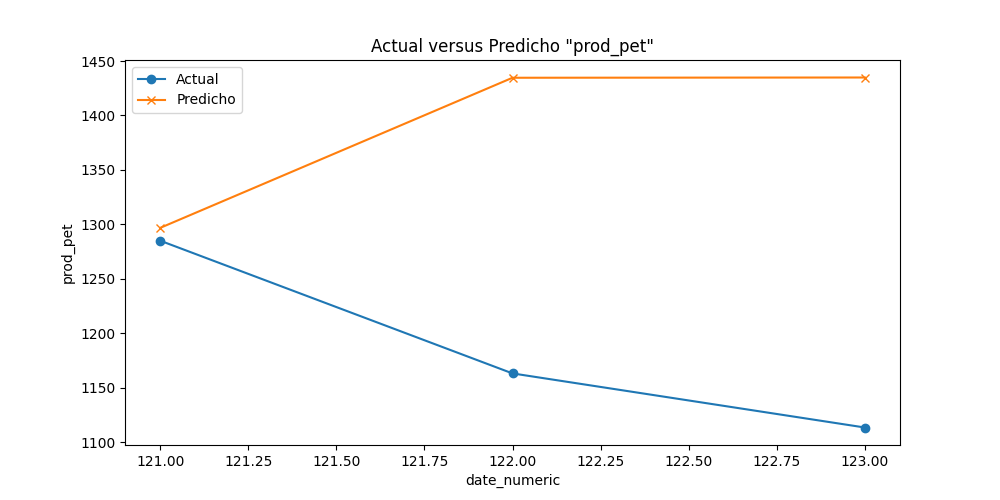 Actual versus Predicho "prod_pet"
Actual
Predicho
prod_pet
1450
1400
1350
1300
1250
1200
1150
1100
121.00 121.25 121.50 121.75 122.00 122.25 122.50 122.75 123.00
date_numeric